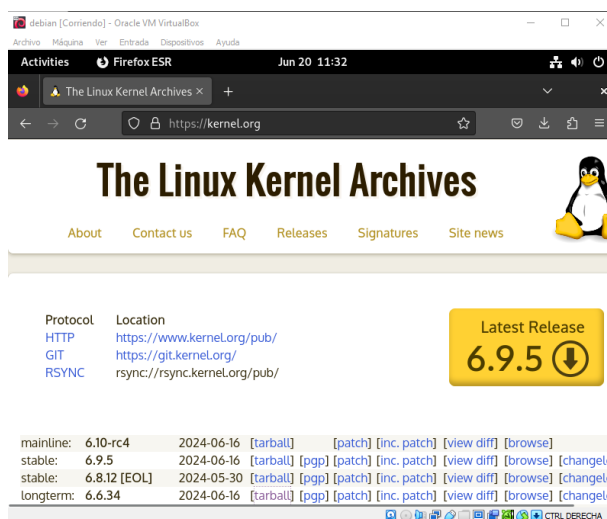 debian [Corriendo] - Oracle VM VirtualBox
Archivo Máquina Ver Entrada Dispositivos Ayuda
Activities Firefox ESR Jun 20 11:32
The Linux Kernel Archives
https://kernel.org
The Linux Kernel Archives
About Contact us FAQ Releases Signatures Site news
Protocol Location
HTTP https://www.kernel.org/pub/
GIT https://git.kernel.org/
RSYNC rsync://rsync.kernel.org/pub/
Latest Release
6.9.5
mainline: 6.10-rc4 2024-06-16 [tarball] [patch] [inc. patch] [view diff] [browse]
stable: 6.9.5 2024-06-16 [tarball] [pgp] [patch] [inc. patch] [view diff] [browse] [changel
stable: 6.8.12 [EOL] 2024-05-30 [tarball] [pgp] [patch] [inc. patch] [view diff] [browse] [changel
longterm: 6.6.34 2024-06-16 [tarball] [pgp] [patch] [inc. patch] [view diff] [browse] [changel
CTRL DERECHA